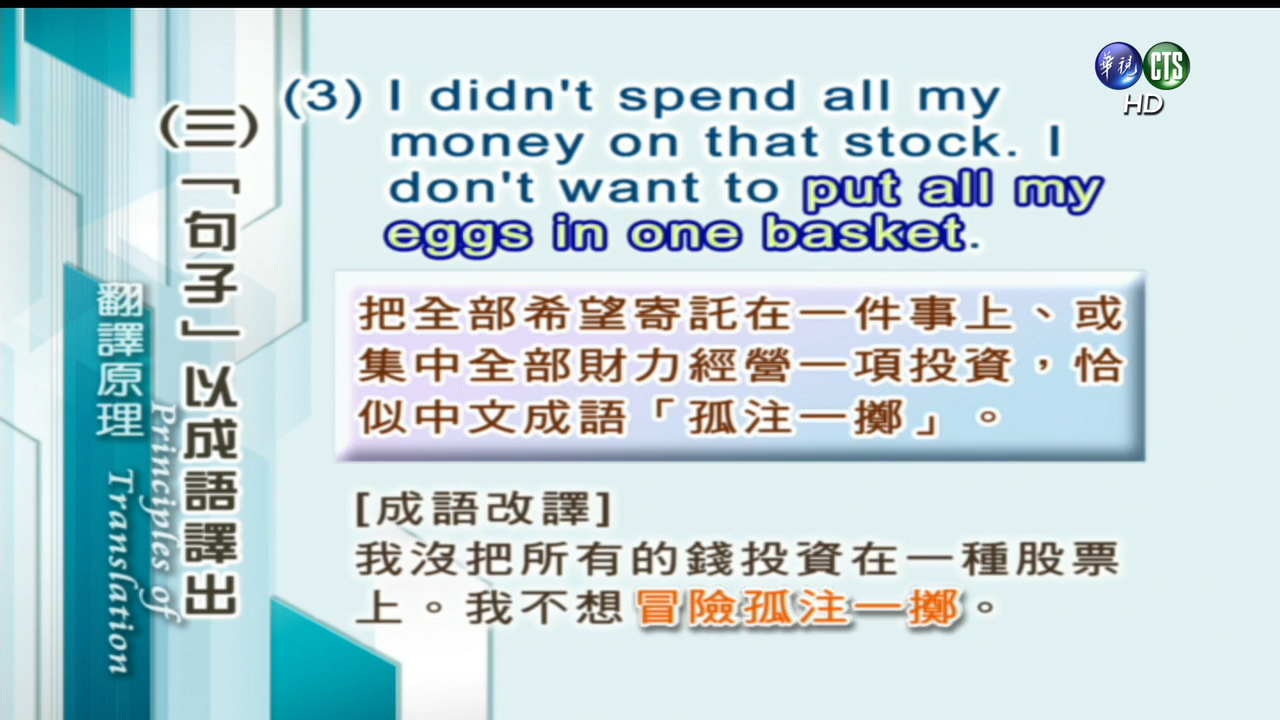 華視 CTS
HD
(三)「句子」以成語譯出
翻譯原理
Principles of
Translation
(3) I didn't spend all my
money on that stock. I
don't want to put all my
eggs in one basket.
把全部希望寄託在一件事上、或
集中全部財力經營一項投資，恰
似中文成語「孤注一擲」。
[成語改譯]
我沒把所有的錢投資在一種股票
上。我不想冒險孤注一擲。